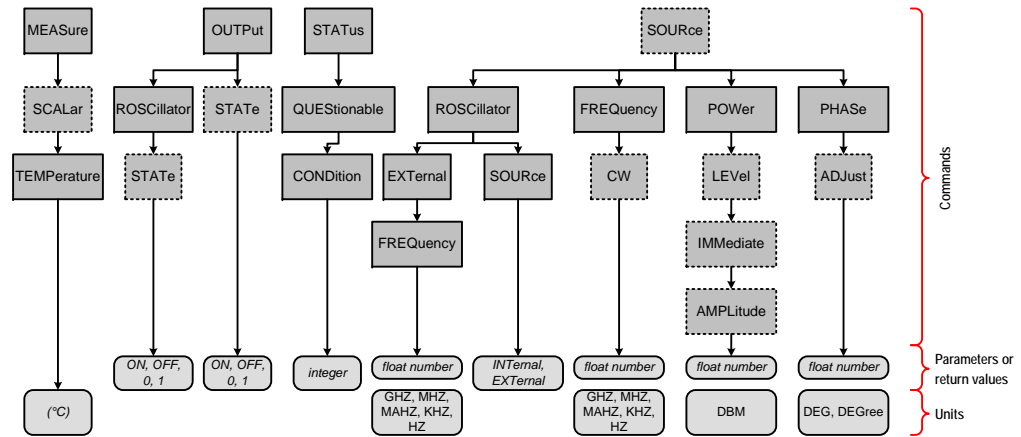 MEASure
OUTPut
STATus
SOURce
SCALar
ROSCillator
STATe
QUEStionable
ROSCillator
FREQuency
POWer
PHASe
TEMPerature
STATe
CONDition
EXTernal
SOURce
CW
LEVel
ADJust
FREQuency
IMMediate
AMPLitude
Commands
ON, OFF,
0, 1
ON, OFF,
0, 1
integer
float number
INTernal,
EXTernal
float number
float number
float number
Parameters or
return values
(°C)
GHZ, MHZ,
MAHZ, KHZ,
HZ
GHZ, MHZ,
MAHZ, KHZ,
HZ
DBM
DEG, DEGree
Units